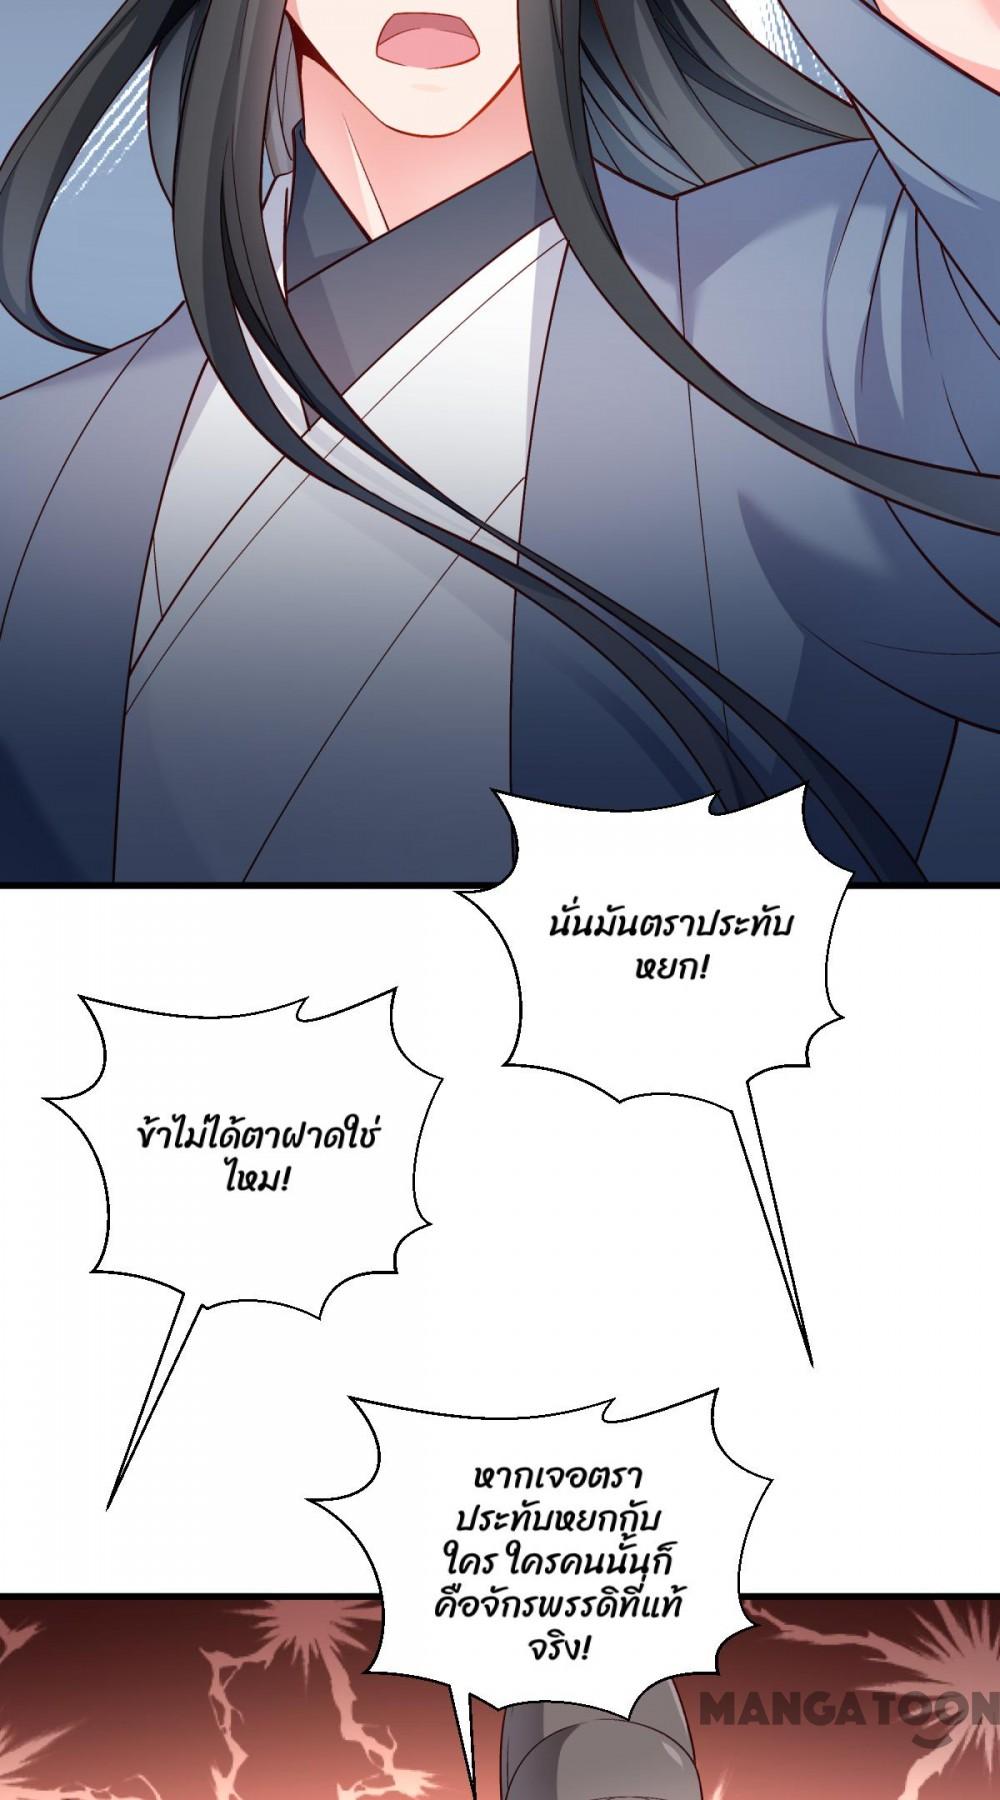 นั่นมันตราประทับ
หยก!
ข้าไม่ได้ตาฝาดใช่
ไหม!
หากเจอตรา
ประทับหยกกับ
ใคร ใครคนนั้นก็
คือจักรพรรดิที่แท้
จริง!
MANGATOON